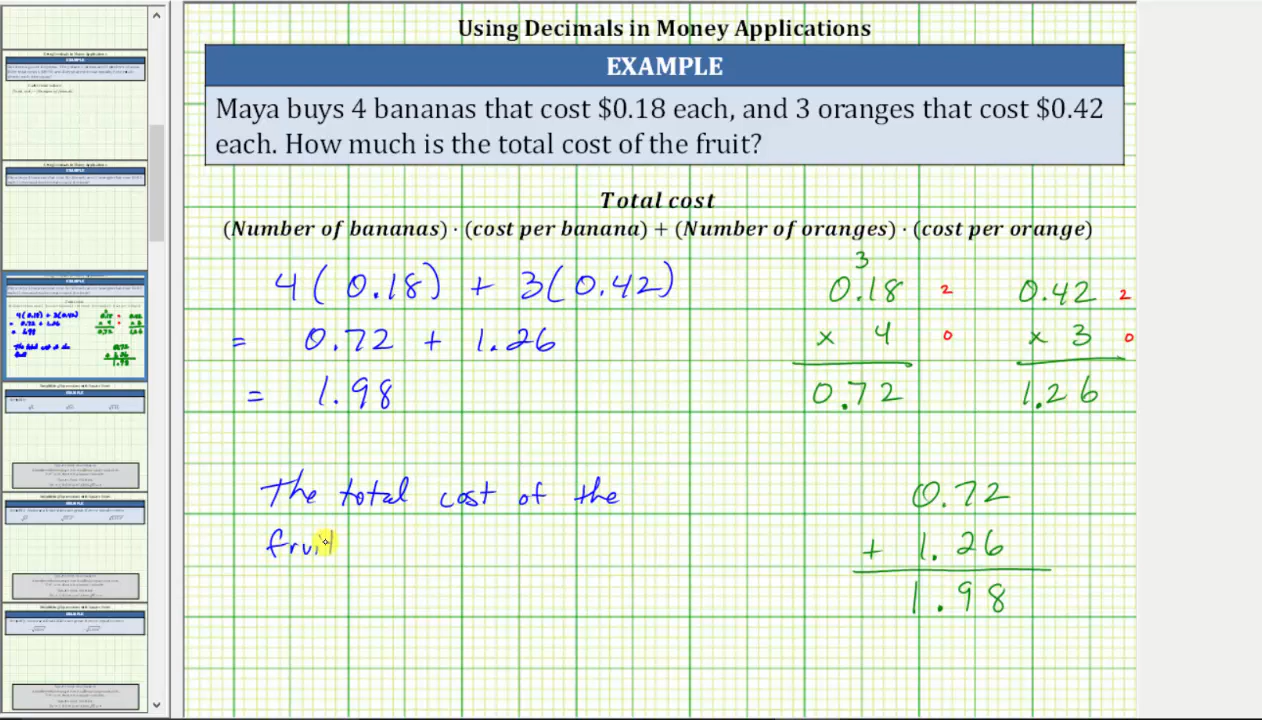 Using Decimals in Money Applications
EXAMPLE
Maya buys 4 bananas that cost $0.18 each, and 3 oranges that cost $0.42
each. How much is the total cost of the fruit?
Total cost
(Number of bananas) · (cost per banana) + (Number of oranges) · (cost per orange)
4(0.18) + 3(0.42)
= 0.72 + 1.26
= 1.98
The total cost of the
fruit
3
0.18 2
x 4 0
0.72
0.42 2
x 3 0
1.26
0.72
+ 1.26
1.98